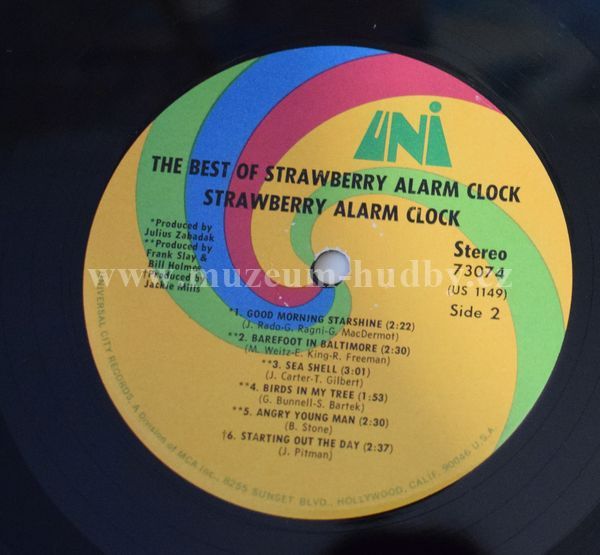 UNI
THE BEST OF STRAWBERRY ALARM CLOCK
STRAWBERRY ALARM CLOCK
*Produced by
Julius Zabadak
**Produced by
Frank Slay &
Bill Holmes
†Produced by
Jackie Mills
Stereo
73074
(US 1149)
Side 2
www.muzeum-hudby.cz
*1. GOOD MORNING STARSHINE (2:22)
(J. Rado-G. Ragni-G. MacDermot)
**2. BAREFOOT IN BALTIMORE (2:30)
(M. Weitz-E. King-R. Freeman)
**3. SEA SHELL (3:01)
(J. Carter-T. Gilbert)
**4. BIRDS IN MY TREE (1:53)
(G. Bunnell-S. Bartek)
**5. ANGRY YOUNG MAN (2:30)
(B. Stone)
†6. STARTING OUT THE DAY (2:37)
(J. Pitman)
UNIVERSAL CITY RECORDS, A Division of MCA Inc., 8255 SUNSET BLVD., HOLLYWOOD, CALIF. 90046 U.S.A.